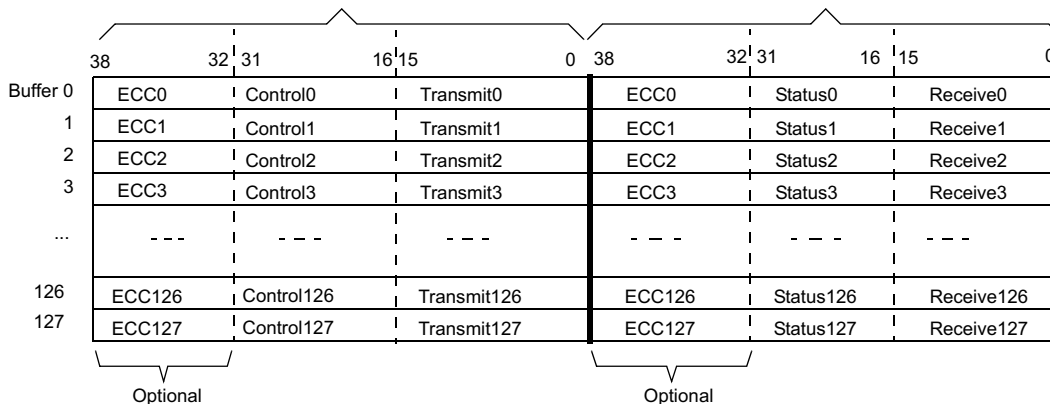 38 32 31 16 15 0 38 32 31 16 15 0
Buffer 0 ECC0 Control0 Transmit0 ECC0 Status0 Receive0
1 ECC1 Control1 Transmit1 ECC1 Status1 Receive1
2 ECC2 Control2 Transmit2 ECC2 Status2 Receive2
3 ECC3 Control3 Transmit3 ECC3 Status3 Receive3
...
126 ECC126 Control126 Transmit126 ECC126 Status126 Receive126
127 ECC127 Control127 Transmit127 ECC127 Status127 Receive127
Optional Optional